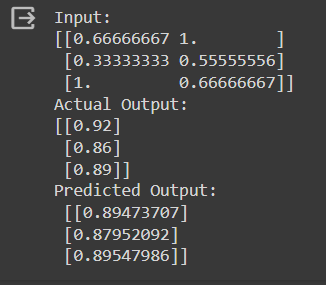 Input:
[[0.66666667 1.        ]
 [0.33333333 0.55555556]
 [1.         0.66666667]]
Actual Output:
[[0.92]
 [0.86]
 [0.89]]
Predicted Output:
 [[0.89473707]
 [0.87952092]
 [0.89547986]]